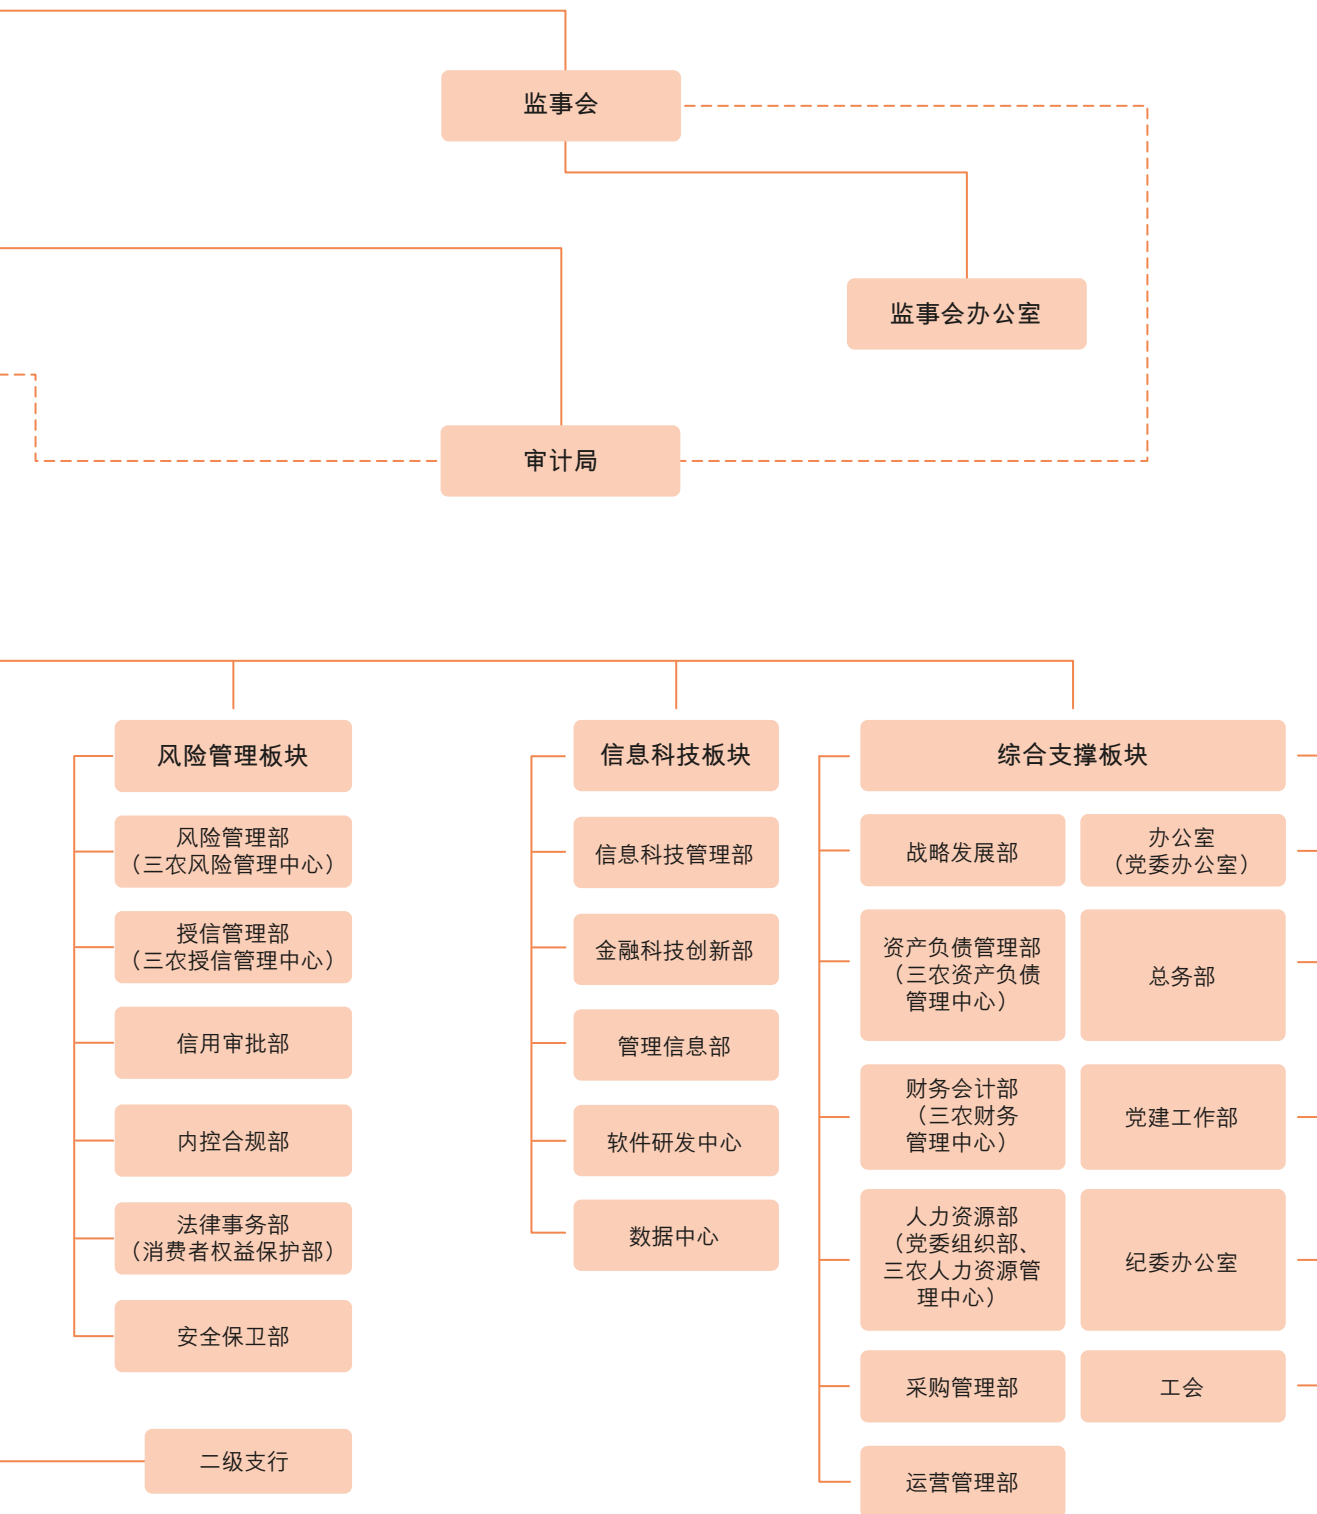 监事会
监事会办公室
审计局
风险管理板块
风险管理部
（三农风险管理中心）
授信管理部
（三农授信管理中心）
信用审批部
内控合规部
法律事务部
（消费者权益保护部）
安全保卫部
二级支行
信息科技板块
信息科技管理部
金融科技创新部
管理信息部
软件研发中心
数据中心
综合支撑板块
战略发展部
办公室
（党委办公室）
资产负债管理部
（三农资产负债
管理中心）
总务部
财务会计部
（三农财务
管理中心）
党建工作部
人力资源部
（党委组织部、
三农人力资源管
理中心）
纪委办公室
采购管理部
工会
运营管理部